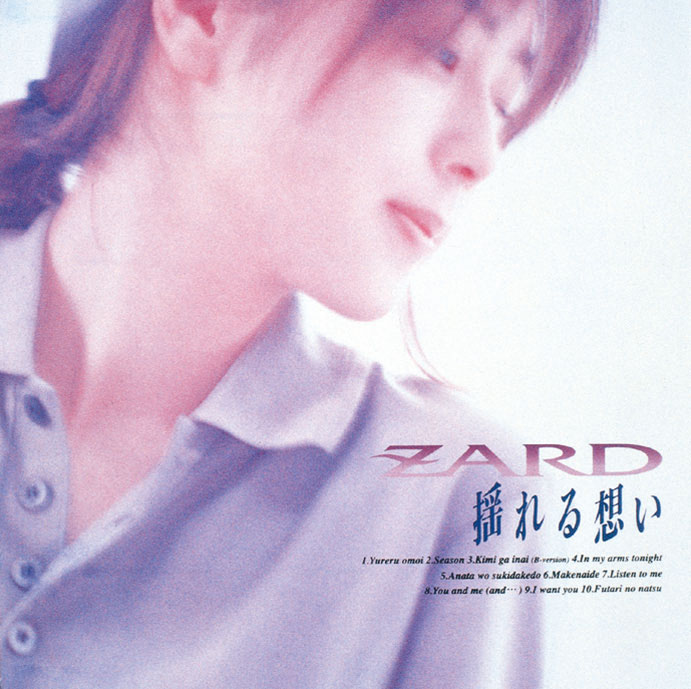 ZARD
揺れる想い
1.Yureru omoi 2.Season 3.Kimi ga inai (B-version) 4.In my arms tonight
5.Anata wo sukidakedo 6.Makenaide 7.Listen to me
8.You and me (and…) 9.I want you 10.Futari no natsu